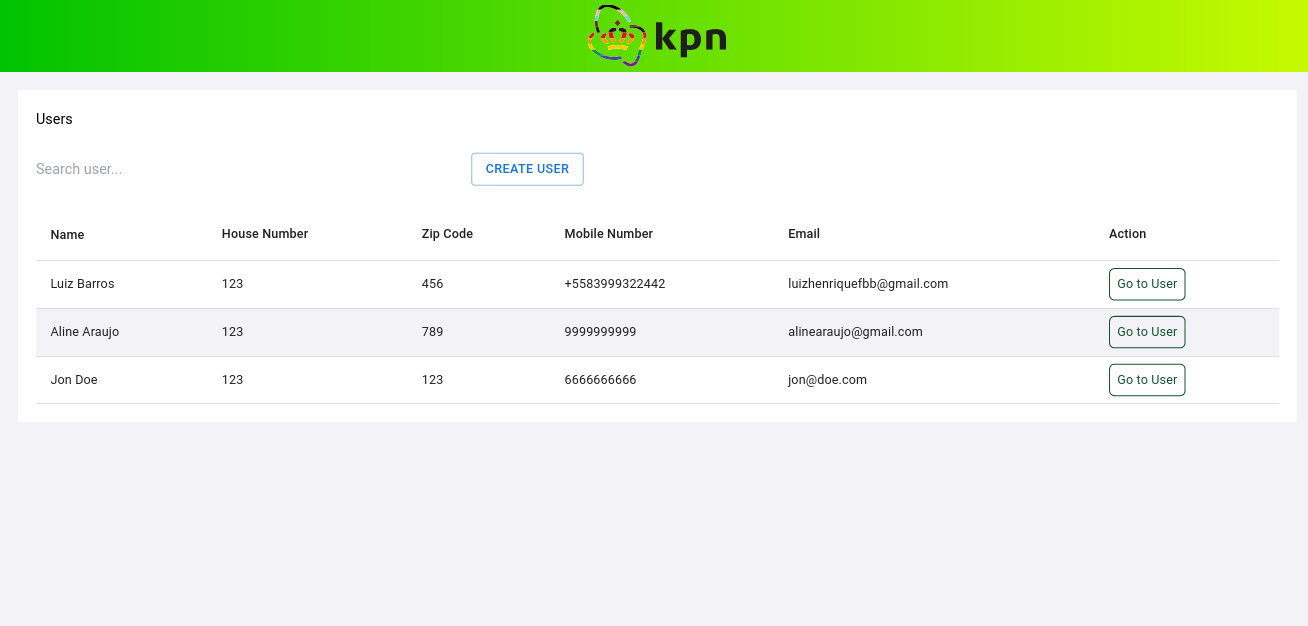 kpn
Users
Search user...
CREATE USER
Name House Number Zip Code Mobile Number Email Action
Luiz Barros 123 456 +5583999322442 luizhenriquefbb@gmail.com Go to User
Aline Araujo 123 789 9999999999 alinearaujo@gmail.com Go to User
Jon Doe 123 123 6666666666 jon@doe.com Go to User